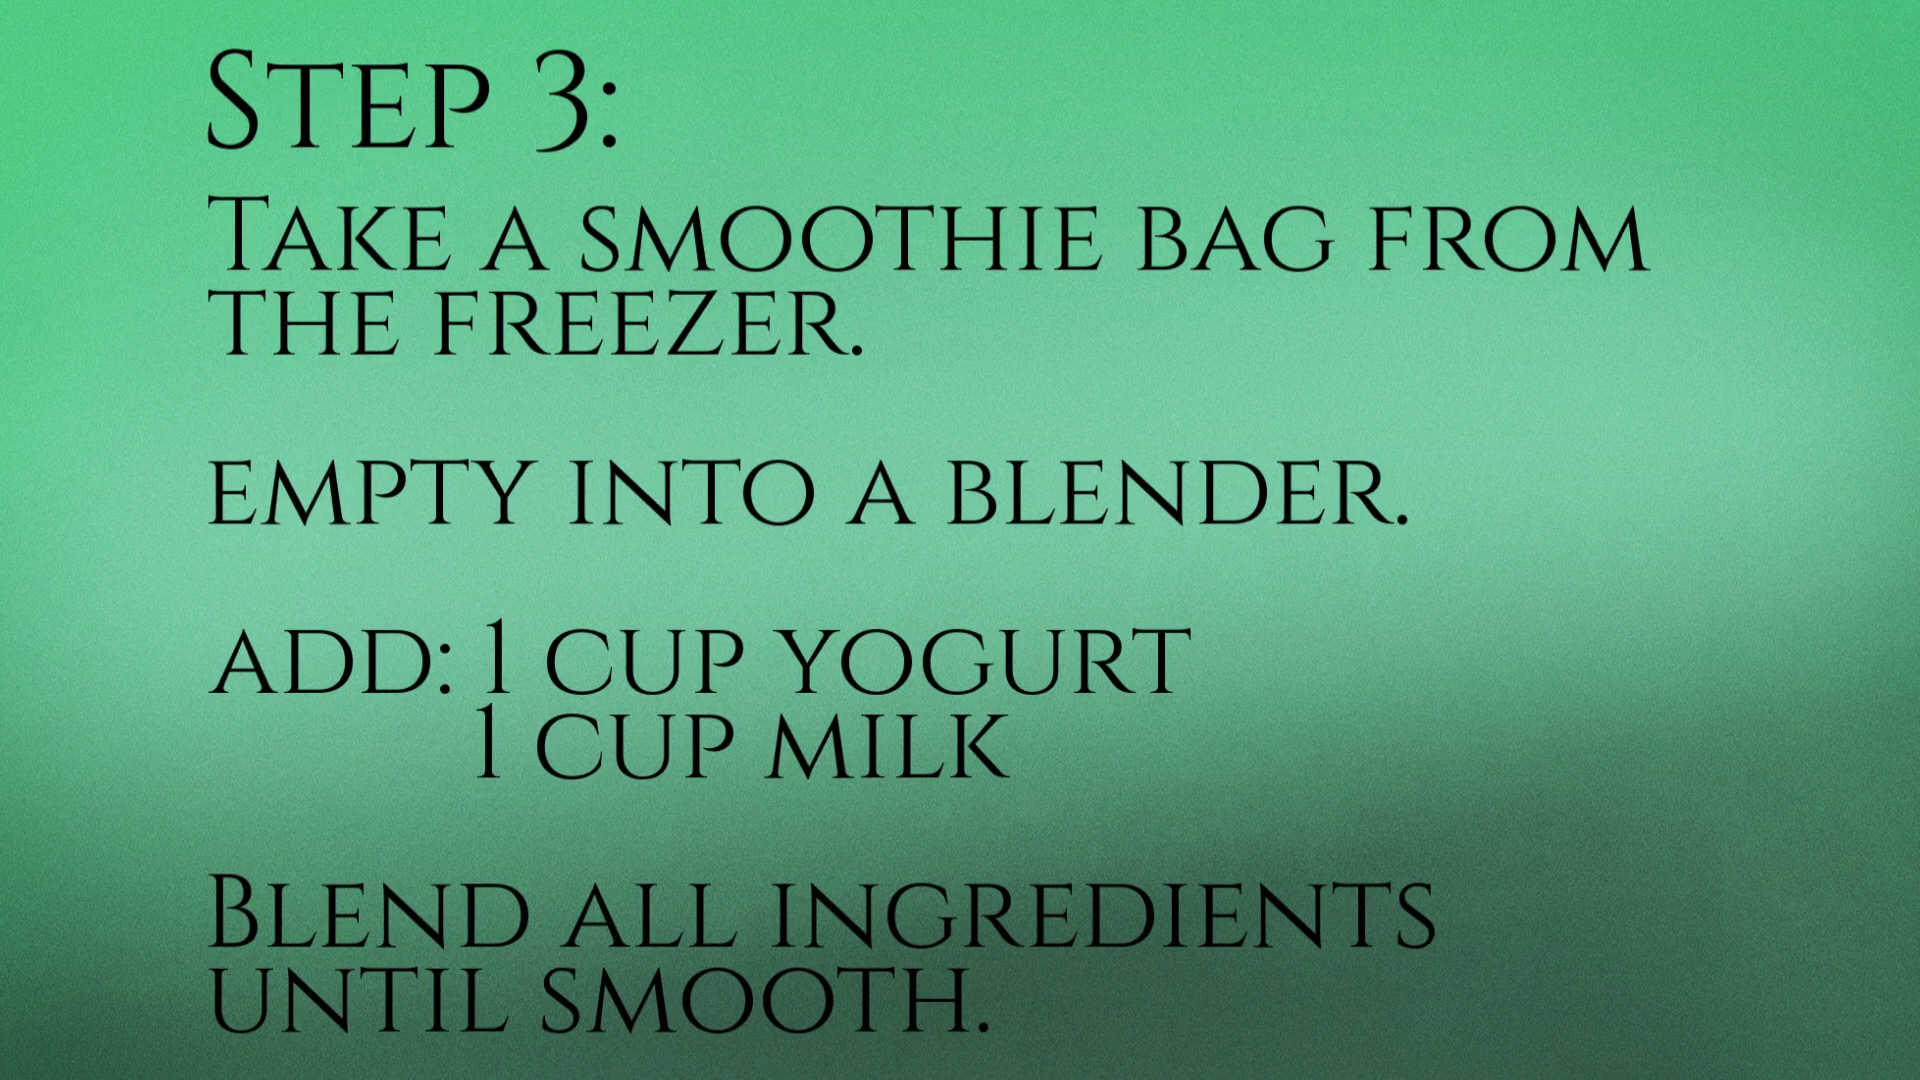 Step 3:
Take a smoothie bag from
the freezer.
empty into a blender.
add: 1 cup yogurt
1 cup milk
Blend all ingredients
until smooth.